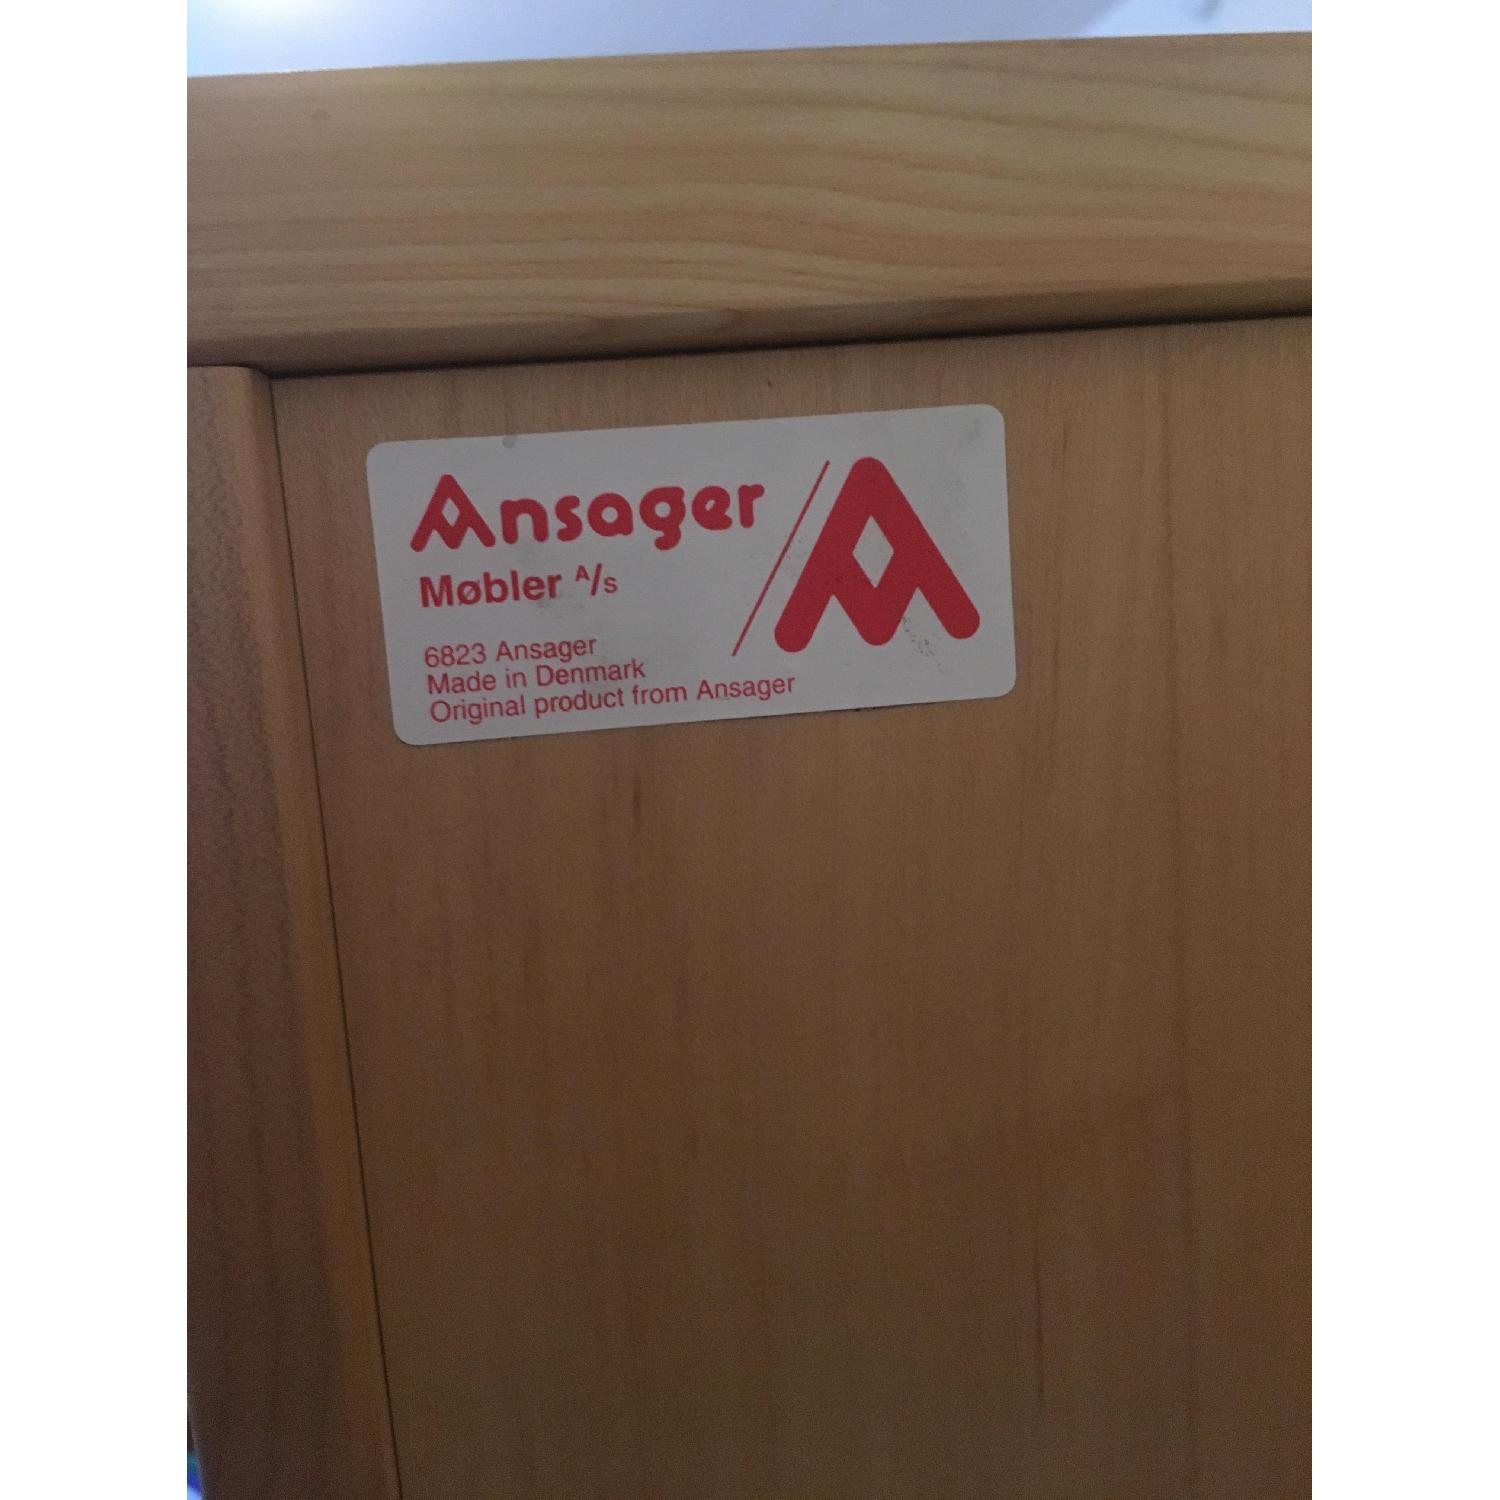 Ansager
Møbler A/S
6823 Ansager
Made in Denmark
Original product from Ansager